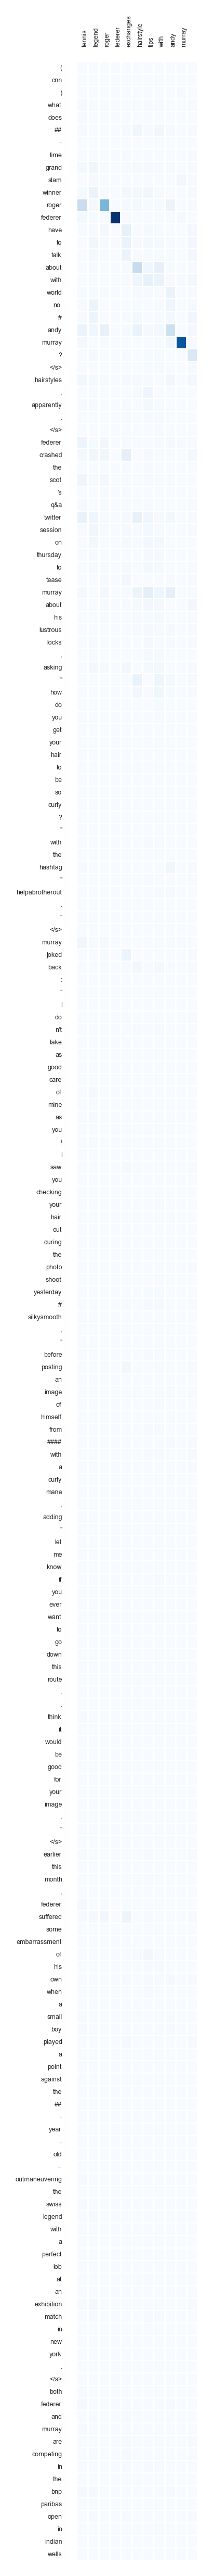 tennis legend roger federer exchanges hairstyle tips with andy murray .
(
cnn
)
what
does
##
-
time
grand
slam
winner
roger
federer
have
to
talk
about
with
world
no.
#
andy
murray
?
</s>
hairstyles
,
apparently
.
</s>
federer
crashed
the
scot
's
q&a
twitter
session
on
thursday
to
tease
murray
about
his
lustrous
locks
,
asking
"
how
do
you
get
your
hair
to
be
so
curly
?
"
with
the
hashtag
"
helpabrotherout
.
"
</s>
murray
joked
back
:
"
i
do
n't
take
as
good
care
of
mine
as
you
!
i
saw
you
checking
your
hair
out
during
the
photo
shoot
yesterday
#
silkysmooth
,
"
before
posting
an
image
of
himself
from
####
with
a
curly
mane
,
adding
"
let
me
know
if
you
ever
want
to
go
down
this
route
.
.
think
it
would
be
good
for
your
image
.
"
</s>
earlier
this
month
,
federer
suffered
some
embarrassment
of
his
own
when
a
small
boy
played
a
point
against
the
##
-
year
-
old
–
outmaneuvering
the
swiss
legend
with
a
perfect
lob
at
an
exhibition
match
in
new
york
.
</s>
both
federer
and
murray
are
competing
in
the
bnp
paribas
open
in
indian
wells